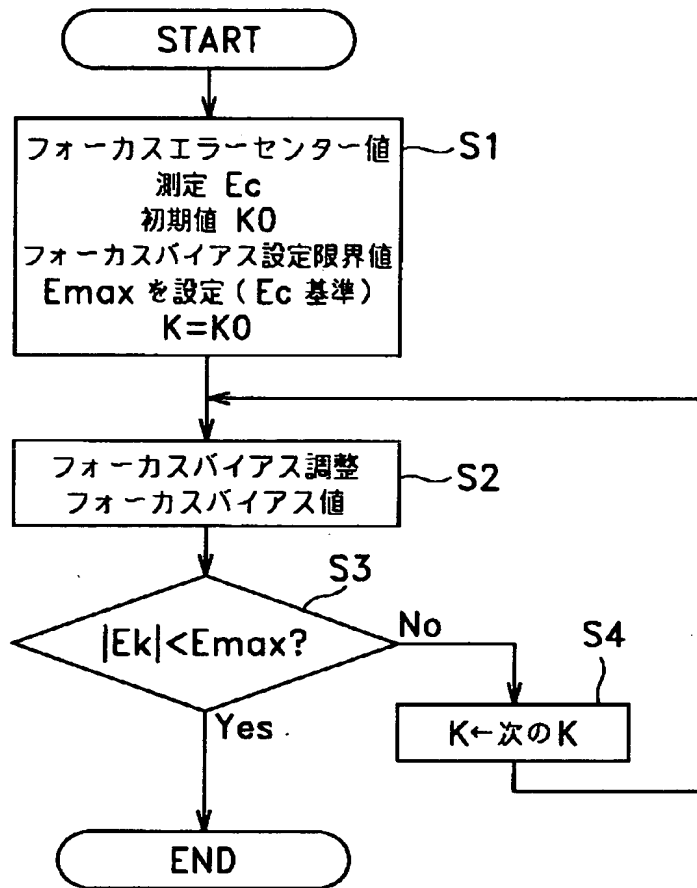 START
フォーカスエラーセンター値
測定 Ec
初期値 K0
フォーカスバイアス設定限界値
Emax を設定 ( Ec 基準 )
K=K0
S1
フォーカスバイアス調整
フォーカスバイアス値
S2
S3
|Ek|<Emax?
No
S4
K←次のK
Yes
END